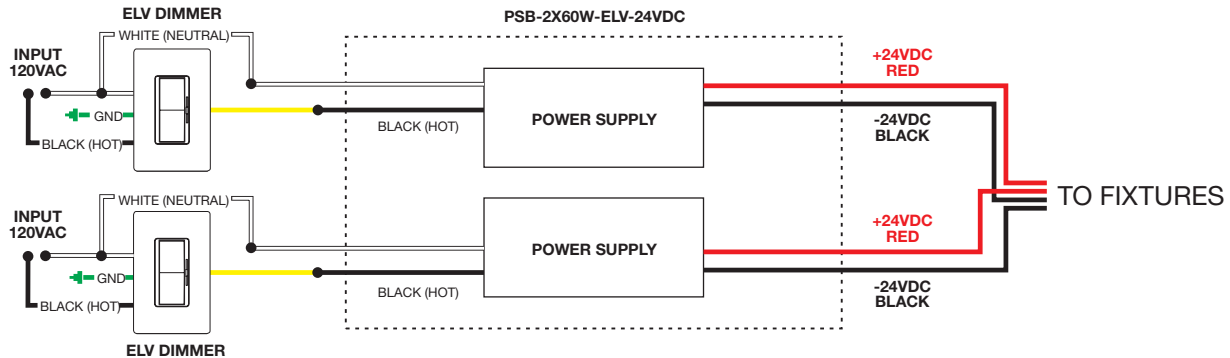 ELV DIMMER
PSB-2X60W-ELV-24VDC
WHITE (NEUTRAL)
INPUT
120VAC
GND
BLACK (HOT)
BLACK (HOT)
POWER SUPPLY
+24VDC
RED
-24VDC
BLACK
TO FIXTURES
WHITE (NEUTRAL)
INPUT
120VAC
GND
BLACK (HOT)
BLACK (HOT)
POWER SUPPLY
+24VDC
RED
-24VDC
BLACK
ELV DIMMER